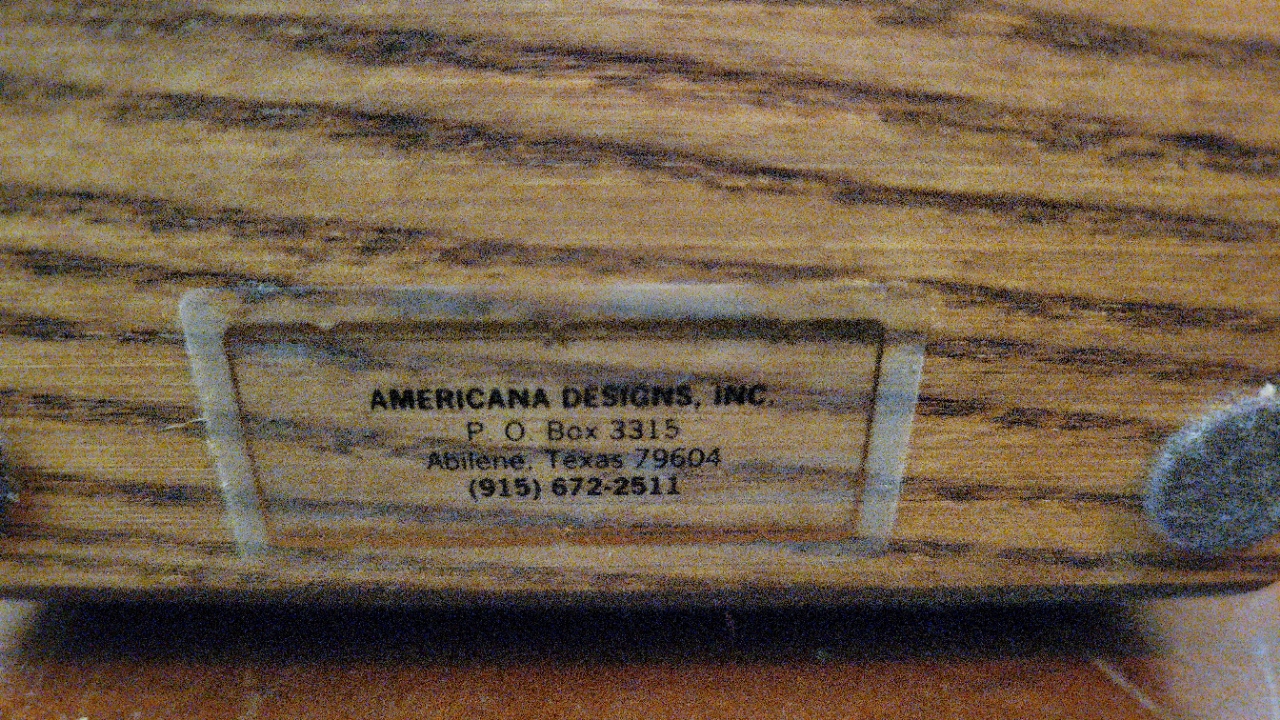 AMERICANA DESIGNS, INC.
P. O. Box 3315
Abilene, Texas 79604
(915) 672-2511